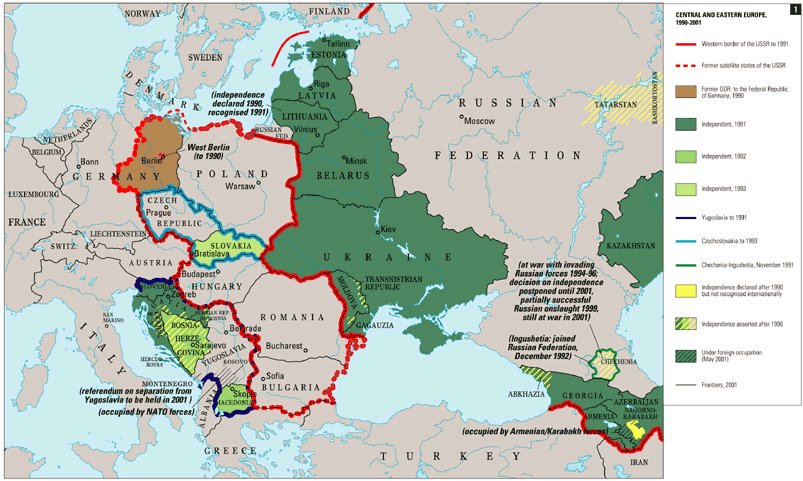 1
CENTRAL AND EASTERN EUROPE,
1990-2001
Western border of the USSR to 1991
Former satellite states of the USSR
Former GDR, to the Federal Republic
of Germany, 1990
Independent, 1991
Independent, 1992
Independent, 1993
Yugoslavia to 1991
Czechoslovakia to 1993
Chechenia-Ingushetia, November 1991
Independence declared after 1990
but not recognised internationally
Independence asserted after 1990
Under foreign occupation
(May 2001)
Frontiers, 2001
NORWAY
FINLAND
SWEDEN
Tallinn
ESTONIA
DENMARK
(independence
declared 1990,
recognised 1991)
Riga
LATVIA
LITHUANIA
Vilnius
RUSSIAN
FED.
RUSSIAN
FEDERATION
Moscow
TATARSTAN
BASHKORTOSTAN
NETHERLANDS
BELGIUM
Bonn
GERMANY
Berlin
West Berlin
(to 1990)
POLAND
Warsaw
Minsk
BELARUS
LUXEMBOURG
FRANCE
CZECH
Prague
REPUBLIC
Kiev
UKRAINE
KAZAKHSTAN
LIECHTENSTEIN
SWITZ.
AUSTRIA
SLOVAKIA
Bratislava
Budapest
HUNGARY
MOLDOVA
TRANSNISTRIAN
REPUBLIC
GAGAUZIA
(at war with invading
Russian forces 1994-96;
decision on independence
postponed until 2001,
partially successful
Russian onslaught 1999,
still at war in 2001)
(Ingushetia: joined
Russian Federation,
December 1992)
CHECHENIA
SLOVENIA
Zagreb
SAN
MARINO
ITALY
BOSNIA
HERZE
GOVINA
Sarajevo
HERCEG
BOSNA
Belgrade
YUGOSLAVIA
KOSOVO
ROMANIA
Bucharest
Sofia
BULGARIA
MONTENEGRO
(referendum on separation from
Yugoslavia to be held in 2001)
(occupied by NATO forces)
ALBANIA
Skopje
MACEDONIA
GREECE
TURKEY
ABKHAZIA
GEORGIA
ARMENIA
AZERBAIJAN
NAGORNO-
KARABAKH
(occupied by Armenian/Karabakh forces)
IRAN